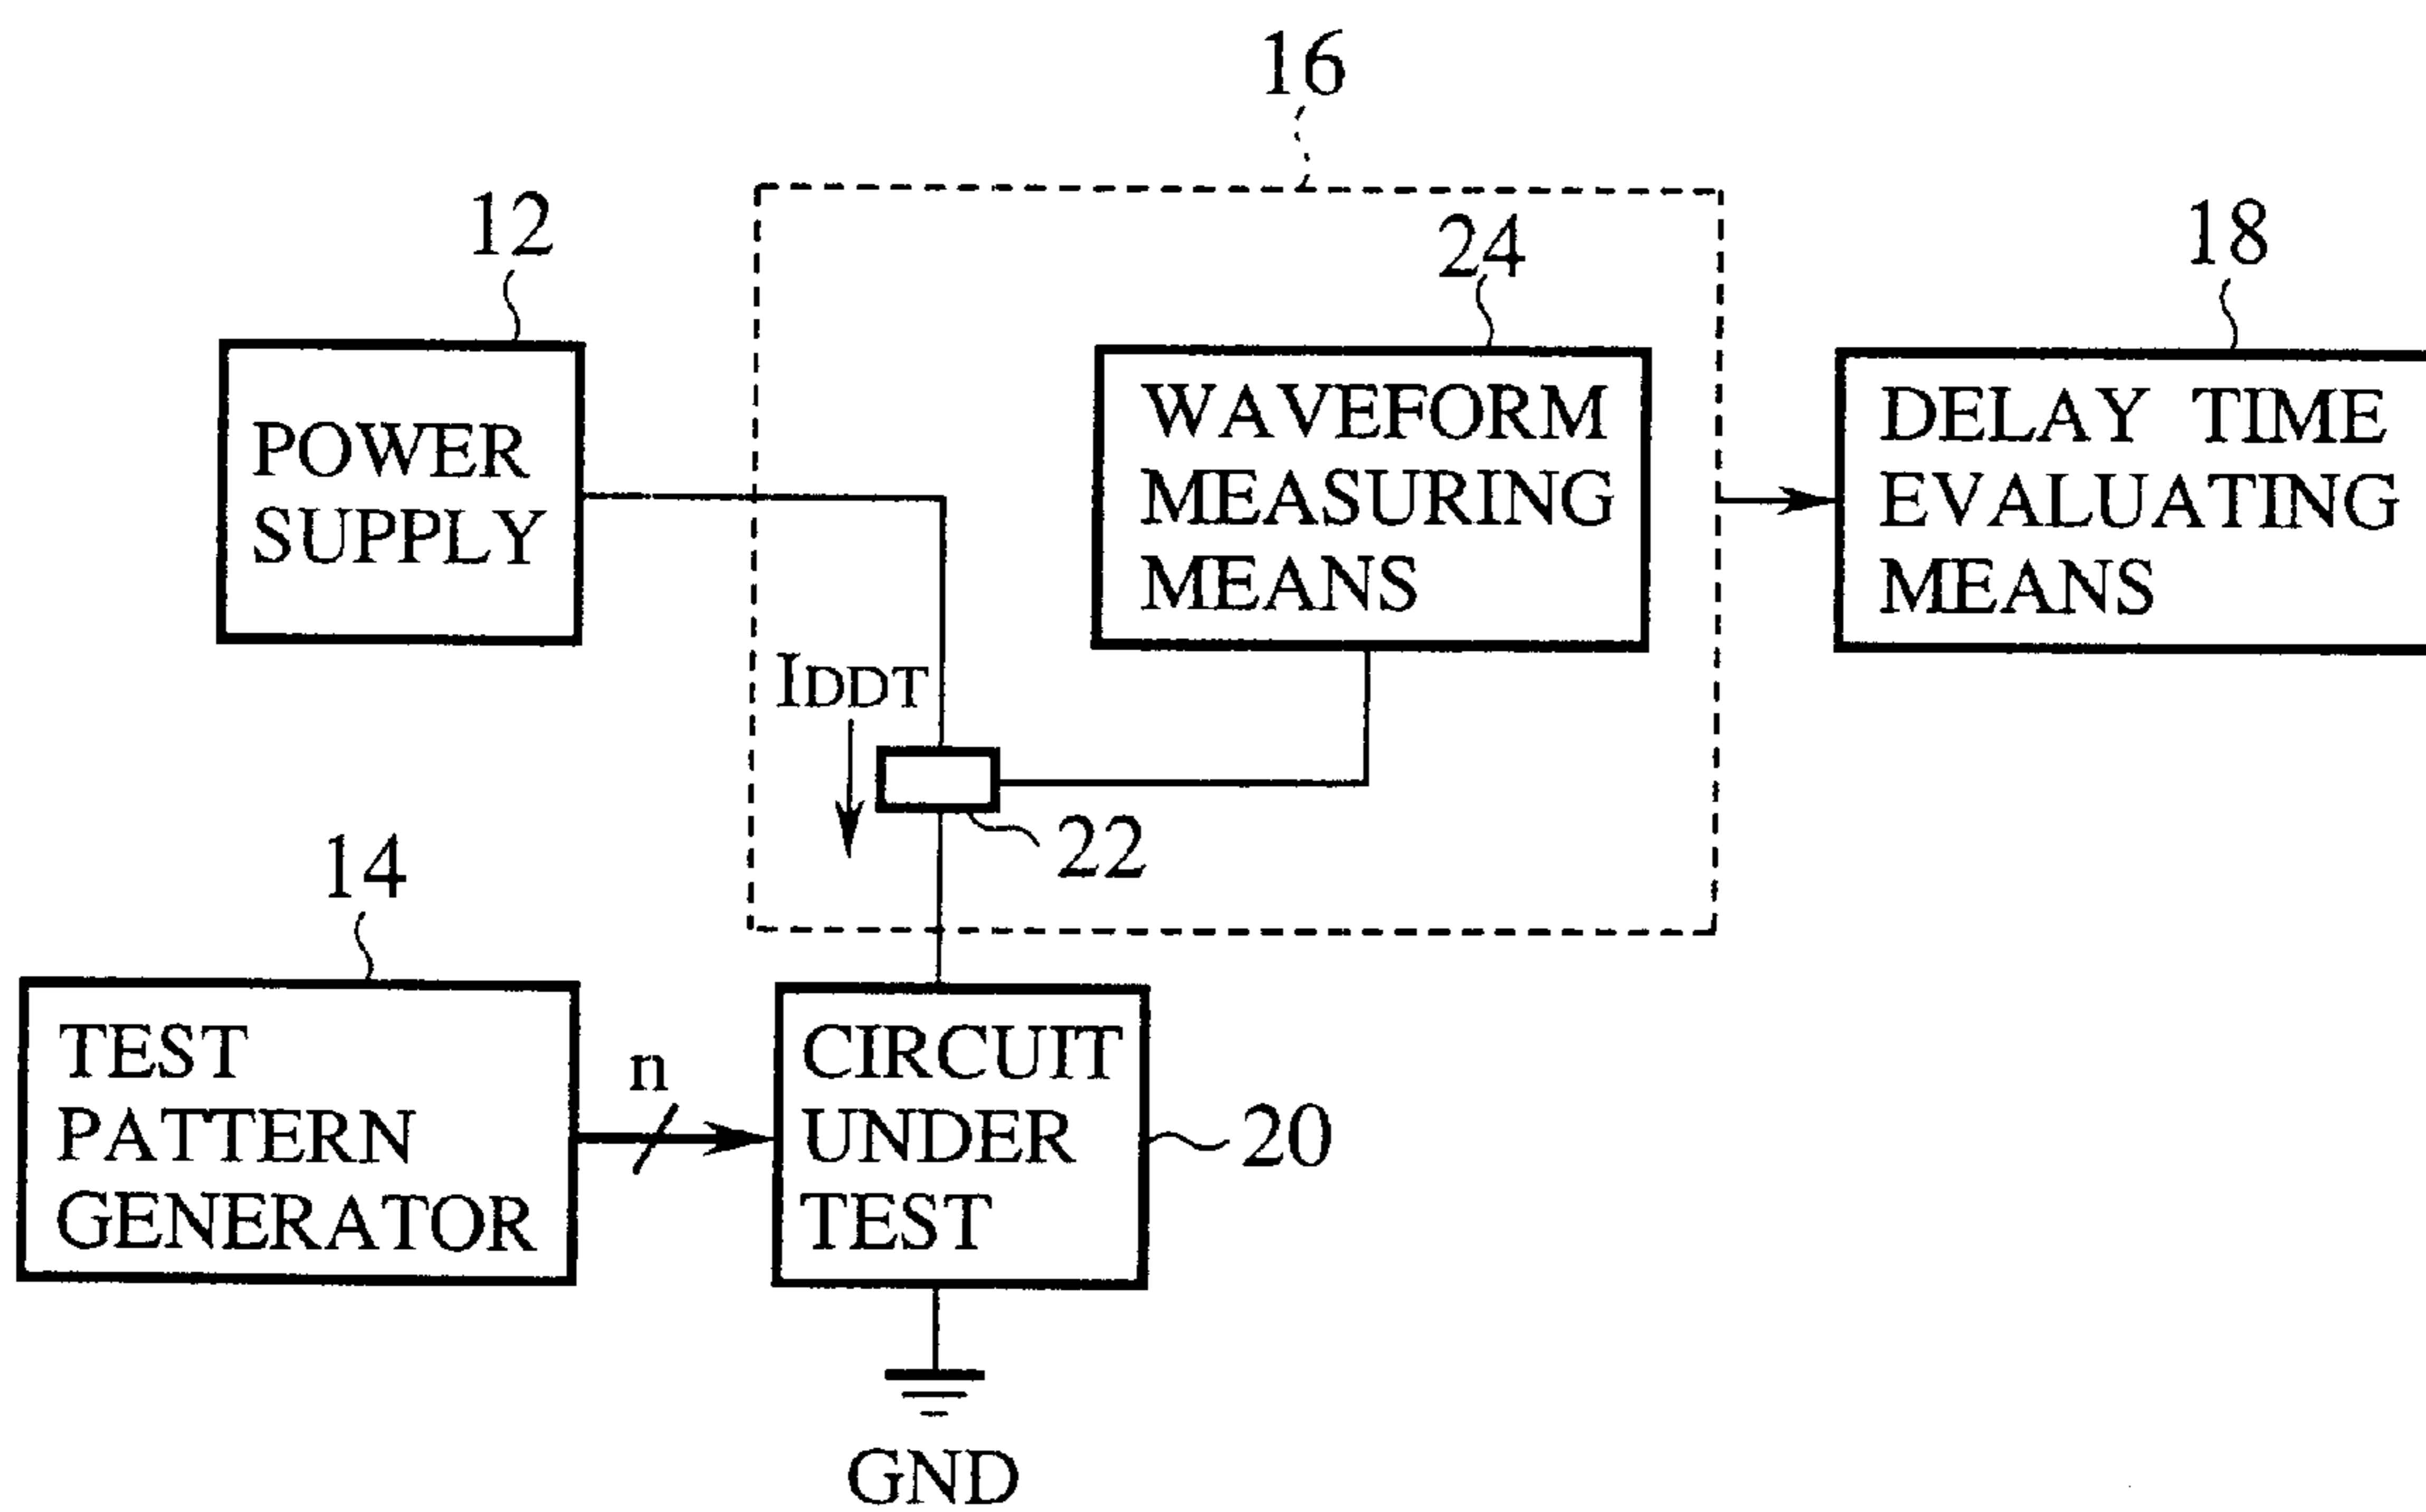 16
12
24
18
POWER
SUPPLY
WAVEFORM
MEASURING
MEANS
DELAY TIME
EVALUATING
MEANS
IDDT
22
14
TEST
PATTERN
GENERATOR
n
CIRCUIT
UNDER
TEST
20
GND